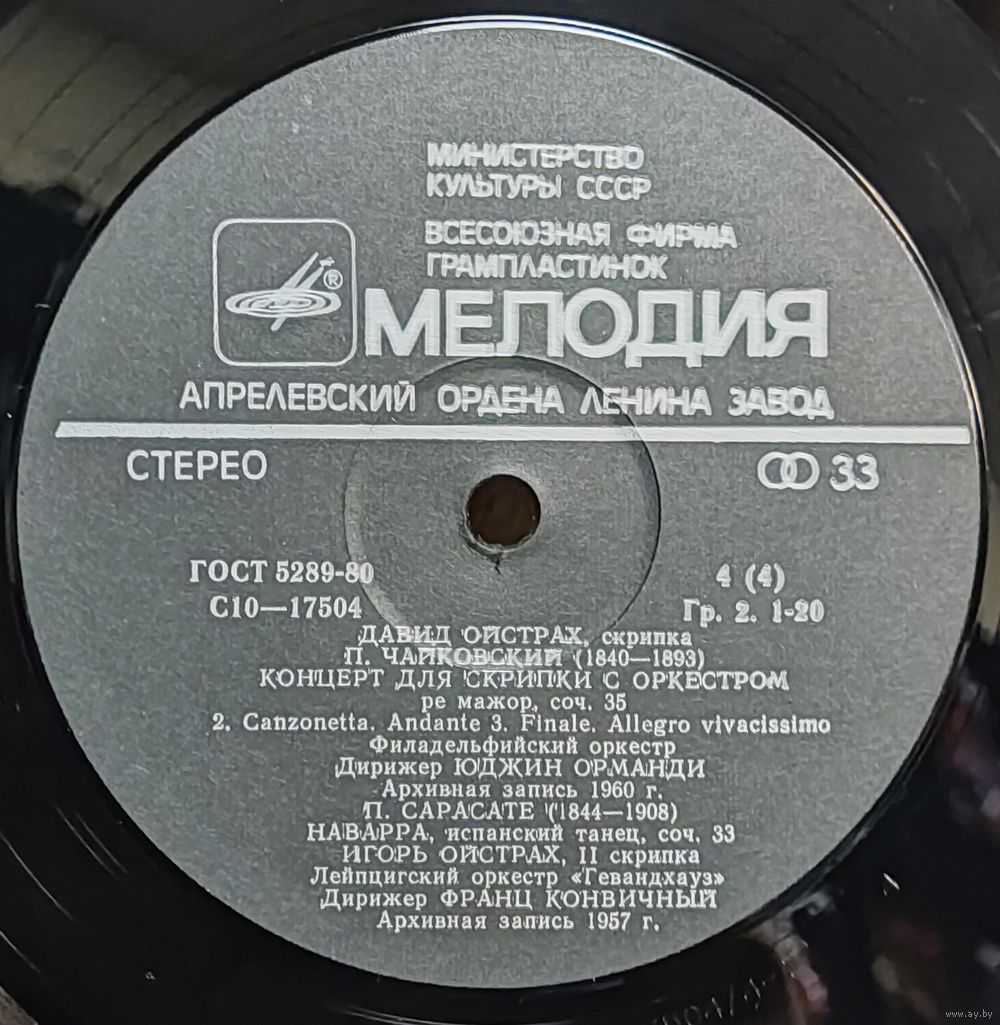 МИНИСТЕРСТВО
КУЛЬТУРЫ СССР
ВСЕСОЮЗНАЯ ФИРМА
ГРАМПЛАСТИНОК
®
МЕЛОДИЯ
АПРЕЛЕВСКИЙ ОРДЕНА ЛЕНИНА ЗАВОД
СТЕРЕО 33
ГОСТ 5289-80 4 (4)
С10—17504 Гр. 2. 1-20
ДАВИД ОЙСТРАХ, скрипка
П. ЧАЙКОВСКИЙ (1840—1893)
КОНЦЕРТ ДЛЯ СКРИПКИ С ОРКЕСТРОМ
ре мажор, соч. 35
2. Canzonetta. Andante 3. Finale. Allegro vivacissimo
Филадельфийский оркестр
Дирижер ЮДЖИН ОРМАНДИ
Архивная запись 1960 г.
П. САРАСАТЕ (1844—1908)
НАВАРРА, испанский танец, соч. 33
ИГОРЬ ОЙСТРАХ, II скрипка
Лейпцигский оркестр «Гевандхауз»
Дирижер ФРАНЦ КОНВИЧНЫЙ
Архивная запись 1957 г.
www.ay.by